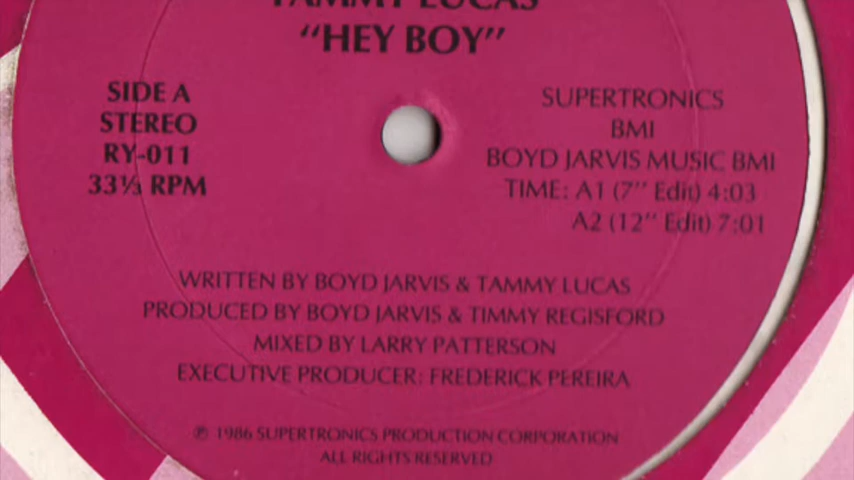 TAMMY LUCAS
"HEY BOY"
SIDE A
STEREO
RY-011
33⅓ RPM
SUPERTRONICS
BMI
BOYD JARVIS MUSIC BMI
TIME: A1 (7" Edit) 4:03
A2 (12" Edit) 7:01
WRITTEN BY BOYD JARVIS & TAMMY LUCAS
PRODUCED BY BOYD JARVIS & TIMMY REGISFORD
MIXED BY LARRY PATTERSON
EXECUTIVE PRODUCER: FREDERICK PEREIRA
℗ 1986 SUPERTRONICS PRODUCTION CORPORATION
ALL RIGHTS RESERVED